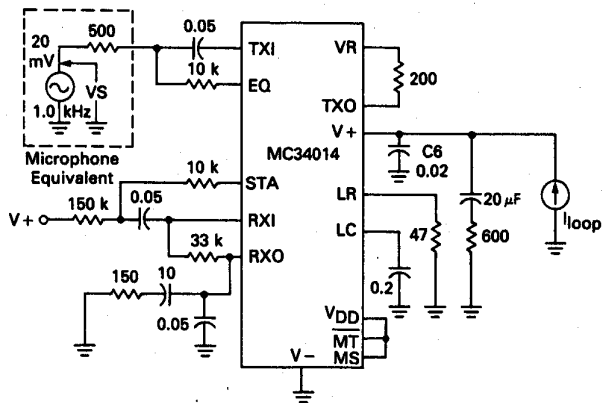 20
mV
500
VS
1.0 kHz
Microphone
Equivalent
0.05
TXI
10 k
EQ
10 k
STA
V+
150 k
0.05
RXI
33 k
RXO
150
10
0.05
MC34014
V-
VR
200
TXO
V+
C6
0.02
LR
LC
47
20 µF
600
Iloop
0.2
VDD
MT
MS